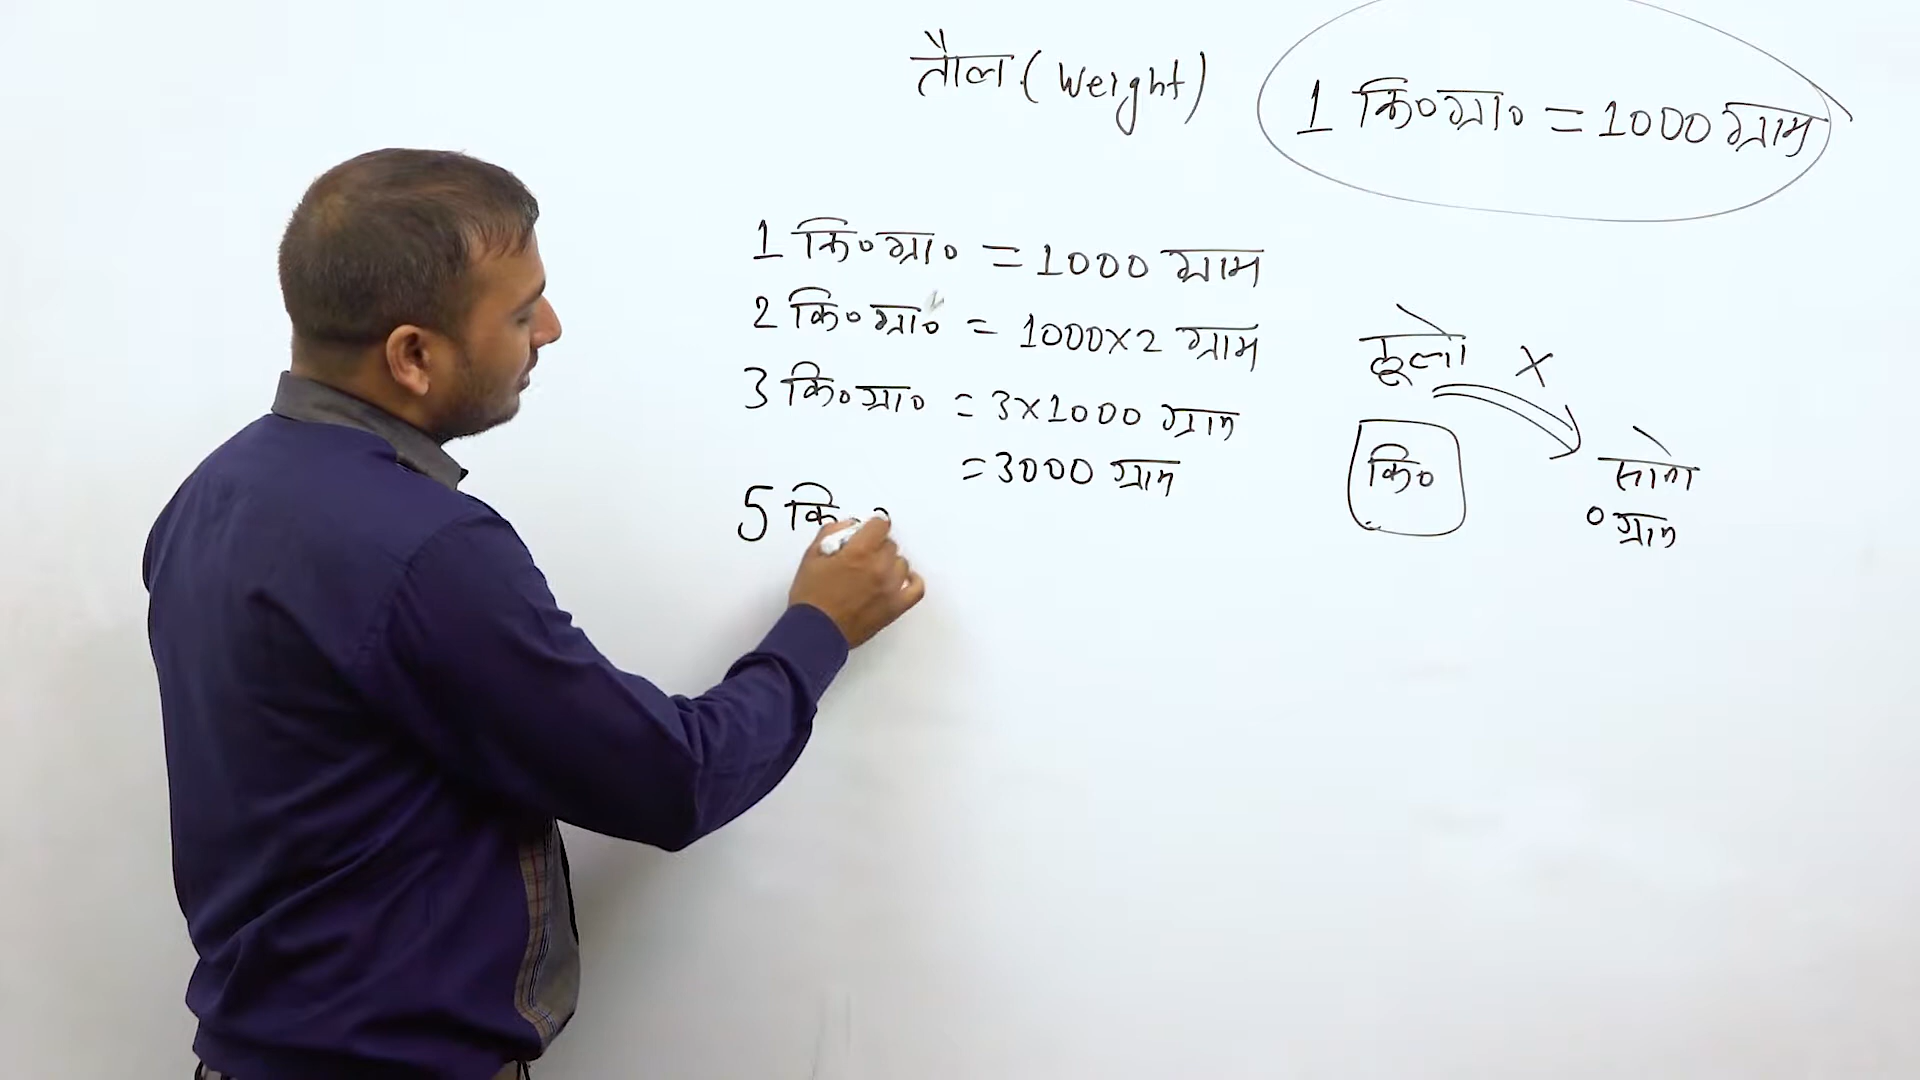 तौल (Weight)
1 कि०ग्रा० = 1000 ग्राम
1 कि०ग्रा० = 1000 ग्राम
2 कि०ग्रा० = 1000×2 ग्राम
3 कि०ग्रा० = 3×1000 ग्राम
= 3000 ग्राम
5 कि
ठूलो ×
कि०
सानो
ग्राम